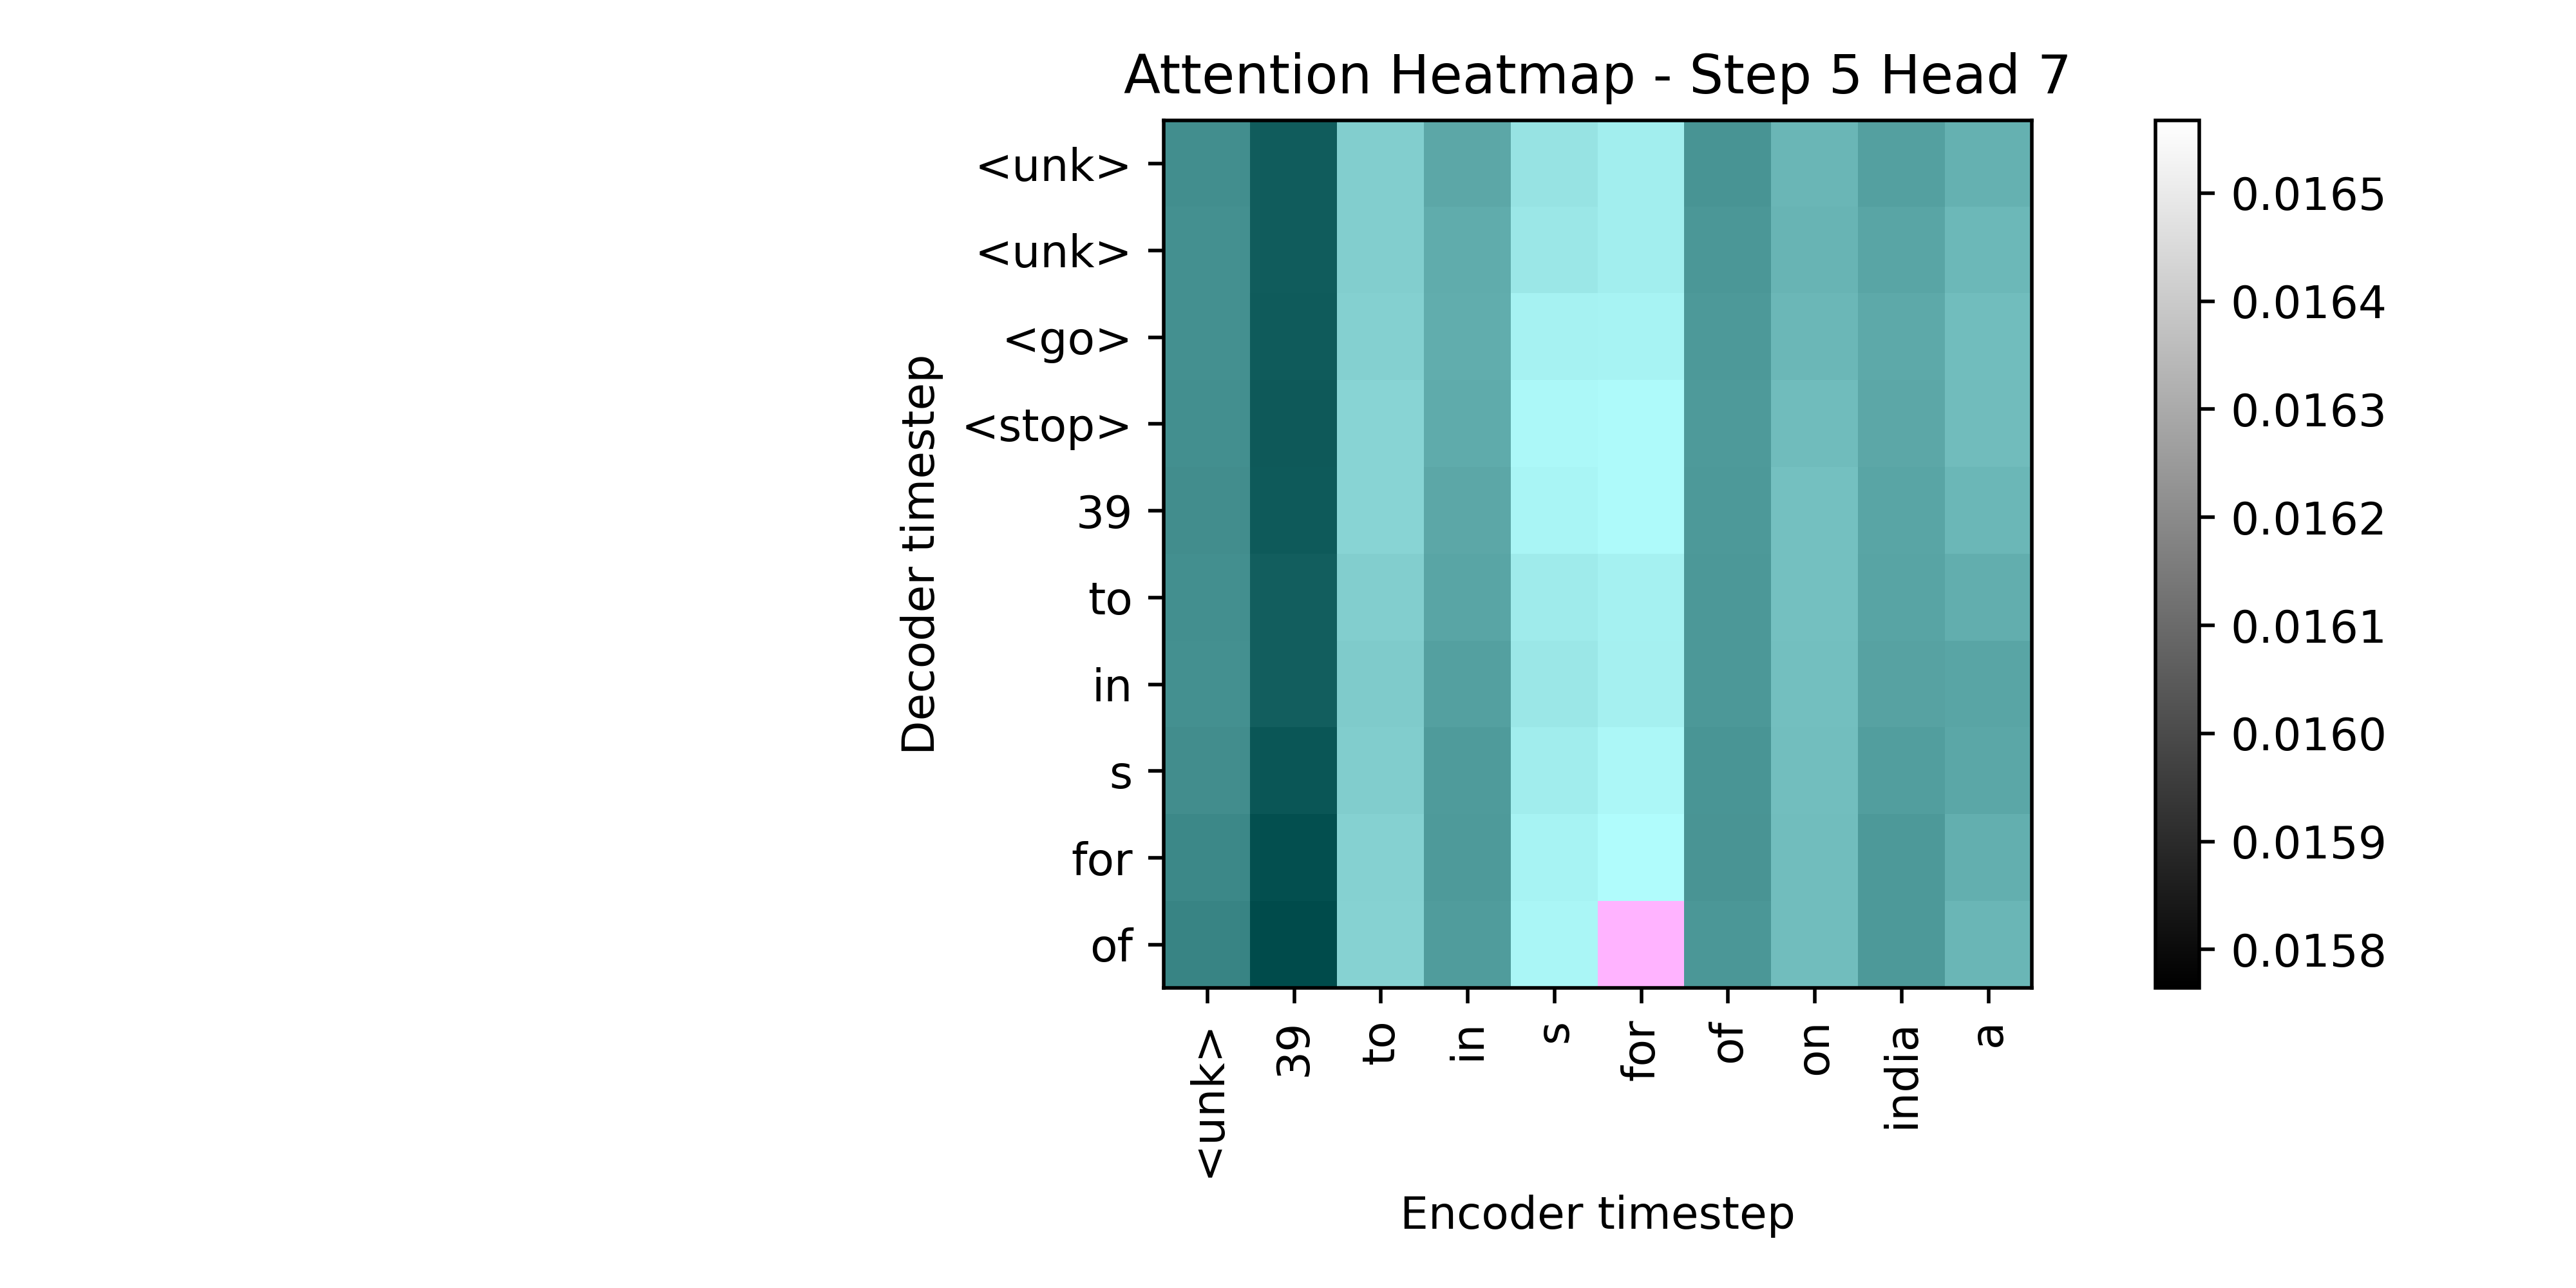 Attention Heatmap - Step 5 Head 7
Decoder timestep
<unk>
<unk>
<go>
<stop>
39
to
in
s
for
of
<unk>
39
to
in
s
for
of
on
india
a
Encoder timestep
0.0165
0.0164
0.0163
0.0162
0.0161
0.0160
0.0159
0.0158